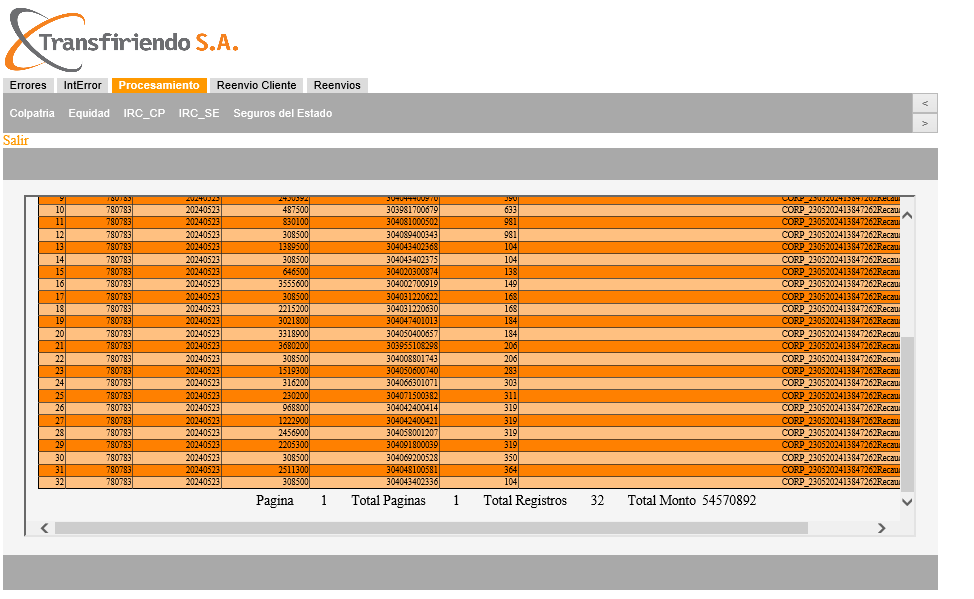 Transfiriendo S.A.
Errores IntError Procesamiento Reenvio Cliente Reenvios
Colpatria Equidad IRC_CP IRC_SE Seguros del Estado
<
>
Salir
9 780783 20240523 2450392 304044400970 590 CORP_2305202413847262Recau
10 780783 20240523 487500 303981700679 633 CORP_2305202413847262Recau
11 780783 20240523 830100 304081000502 981 CORP_2305202413847262Recau
12 780783 20240523 308500 304089400343 981 CORP_2305202413847262Recau
13 780783 20240523 1389500 304043402368 104 CORP_2305202413847262Recau
14 780783 20240523 308500 304043402375 104 CORP_2305202413847262Recau
15 780783 20240523 646500 304020300874 138 CORP_2305202413847262Recau
16 780783 20240523 3555600 304002700919 149 CORP_2305202413847262Recau
17 780783 20240523 308500 304031220622 168 CORP_2305202413847262Recau
18 780783 20240523 2215200 304031220630 168 CORP_2305202413847262Recau
19 780783 20240523 3021800 304047401013 184 CORP_2305202413847262Recau
20 780783 20240523 3318900 304050400657 184 CORP_2305202413847262Recau
21 780783 20240523 3680200 303955108298 206 CORP_2305202413847262Recau
22 780783 20240523 308500 304008801743 206 CORP_2305202413847262Recau
23 780783 20240523 1519300 304050600740 283 CORP_2305202413847262Recau
24 780783 20240523 316200 304066301071 303 CORP_2305202413847262Recau
25 780783 20240523 230200 304071500382 311 CORP_2305202413847262Recau
26 780783 20240523 968800 304042400414 319 CORP_2305202413847262Recau
27 780783 20240523 1222900 304042400421 319 CORP_2305202413847262Recau
28 780783 20240523 2456900 304058001207 319 CORP_2305202413847262Recau
29 780783 20240523 2205300 304091800039 319 CORP_2305202413847262Recau
30 780783 20240523 308500 304069200528 350 CORP_2305202413847262Recau
31 780783 20240523 2511300 304048100581 364 CORP_2305202413847262Recau
32 780783 20240523 308500 304043402336 104 CORP_2305202413847262Recau
Pagina 1 Total Paginas 1 Total Registros 32 Total Monto 54570892